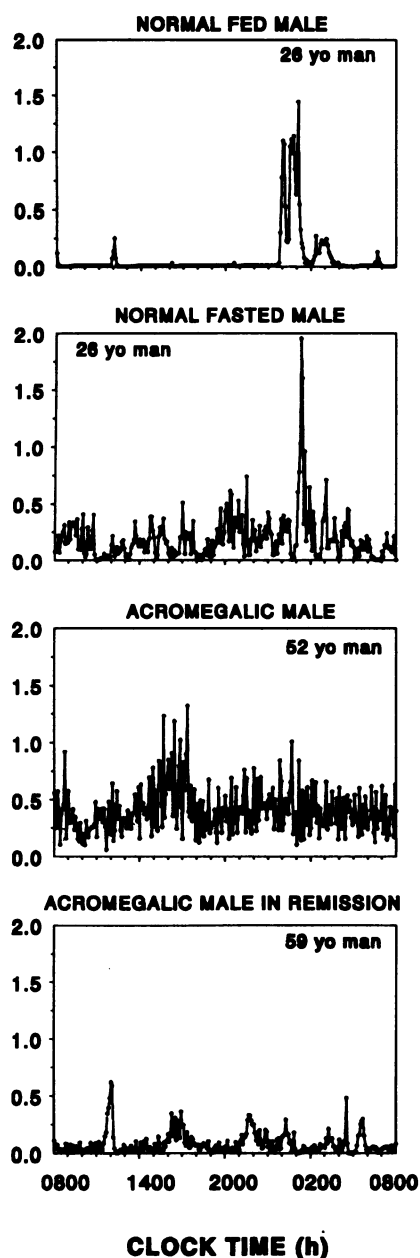 NORMAL FED MALE
26 yo man
2.0
1.5
1.0
0.5
0.0
NORMAL FASTED MALE
26 yo man
2.0
1.5
1.0
0.5
0.0
ACROMEGALIC MALE
52 yo man
2.0
1.5
1.0
0.5
0.0
ACROMEGALIC MALE IN REMISSION
59 yo man
2.0
1.5
1.0
0.5
0.0
0800 1400 2000 0200 0800
CLOCK TIME (h)